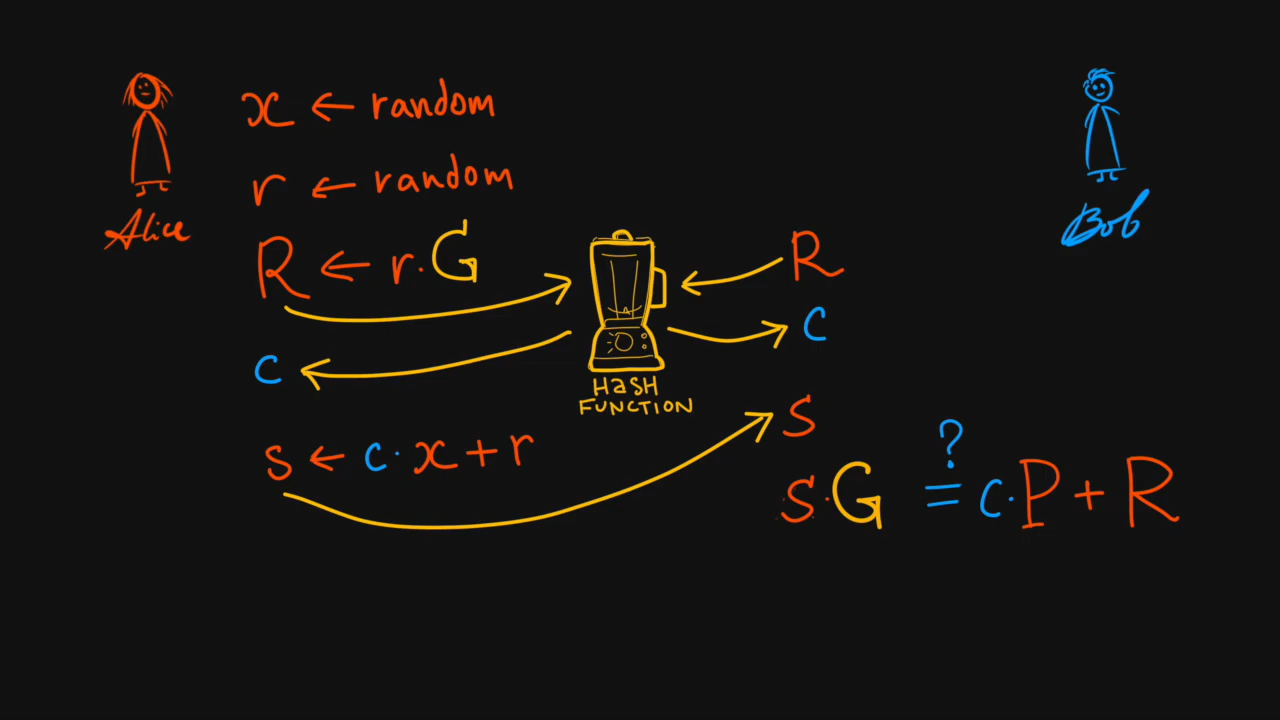 x ← random
r ← random
Alice
Bob
R ← r·G
R
c
c
HASH
FUNCTION
s
s ← c·x+r
?
s·G = c·P+R